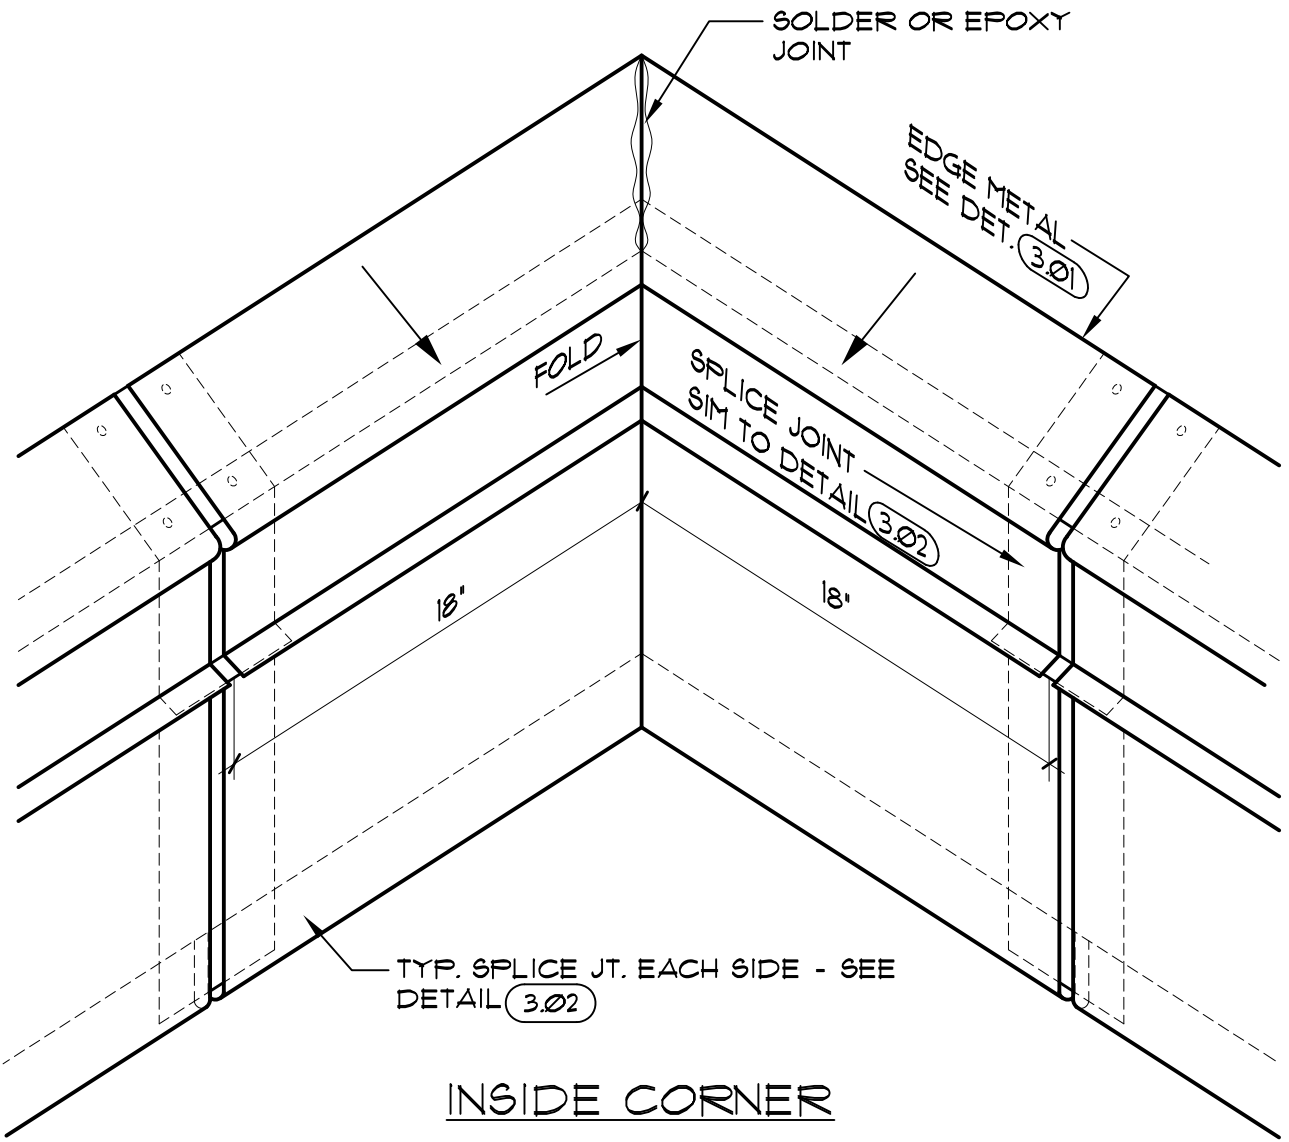 SOLDER OR EPOXY
JOINT
EDGE METAL
SEE DET. 3.Ø1
FOLD
SPLICE JOINT
SIM TO DETAIL 3.Ø2
18"
18"
TYP. SPLICE JT. EACH SIDE - SEE
DETAIL 3.Ø2
INSIDE CORNER